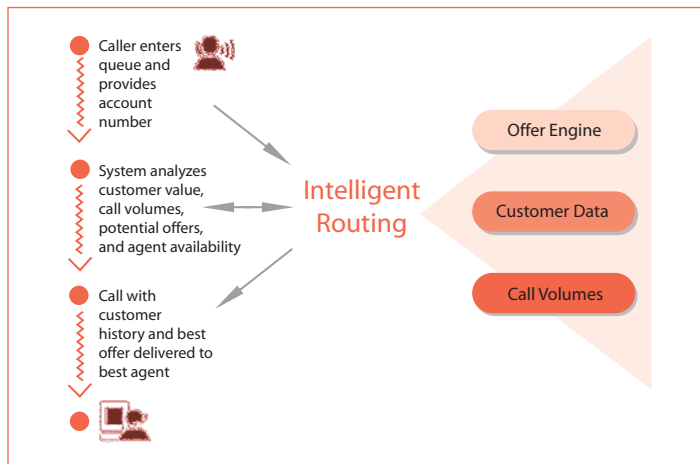 Caller enters
queue and
provides
account
number
System analyzes
customer value,
call volumes,
potential offers,
and agent availability
Call with
customer
history and best
offer delivered to
best agent
Intelligent
Routing
Offer Engine
Customer Data
Call Volumes